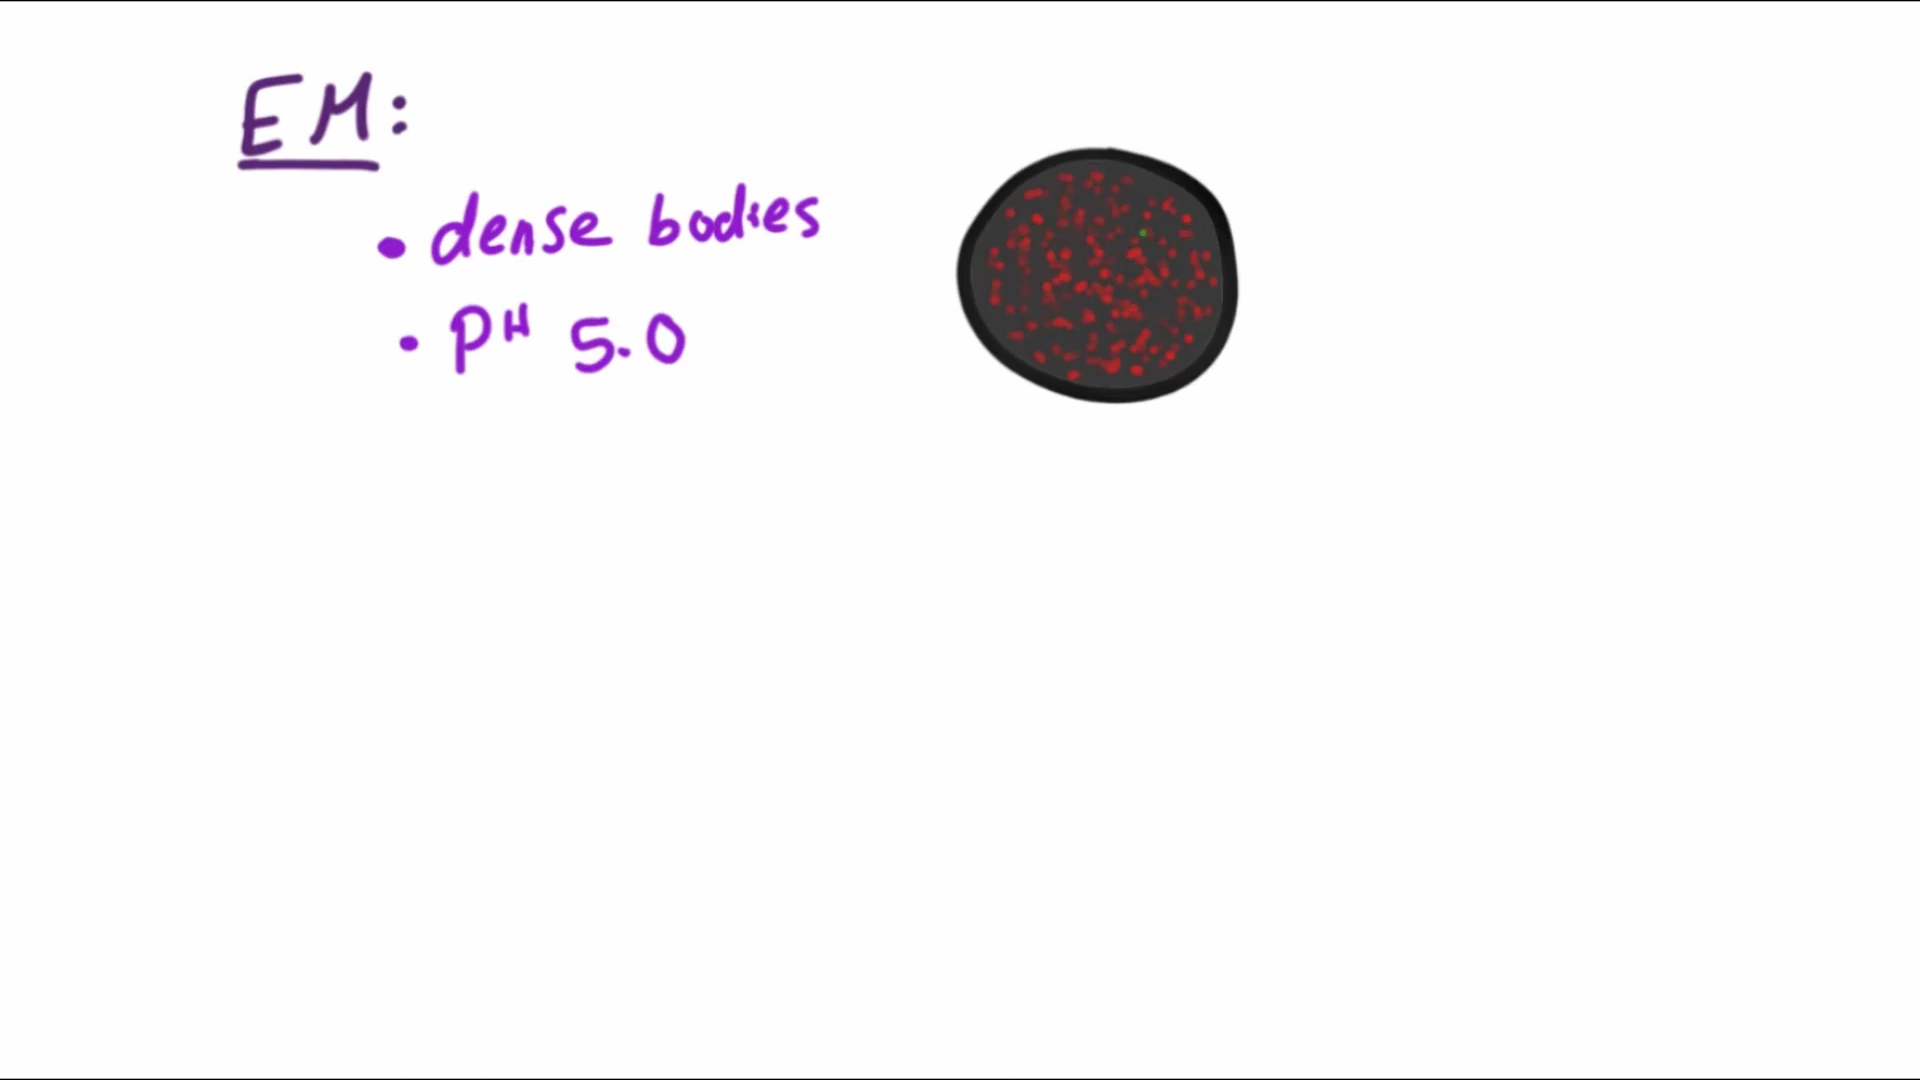 EM:
• dense bodies
• pH 5.0